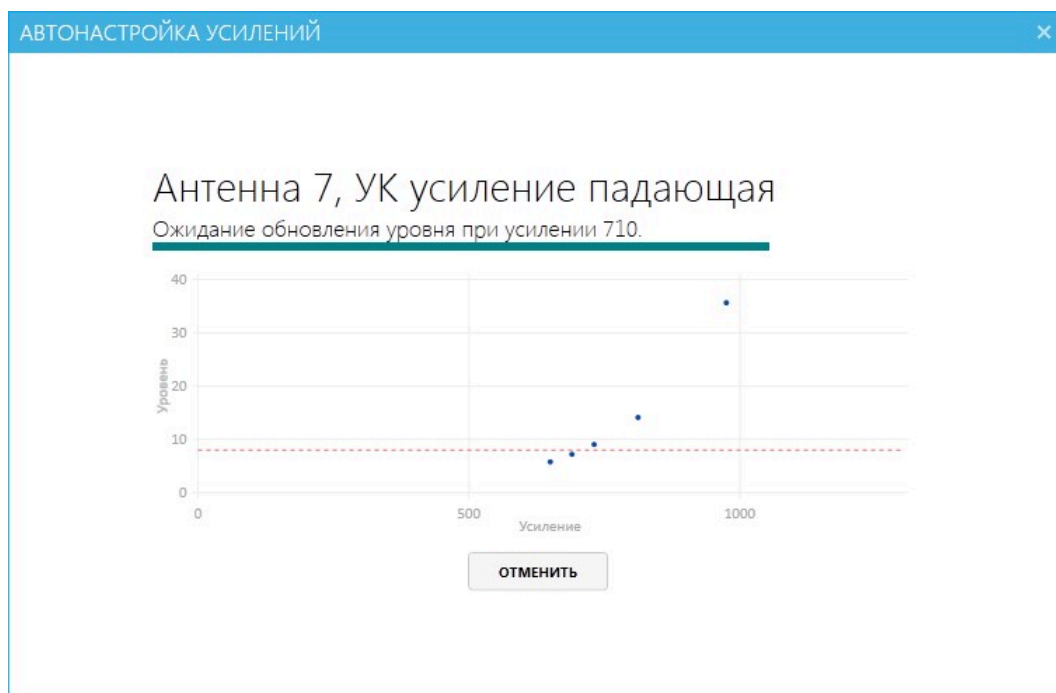 АВТОНАСТРОЙКА УСИЛЕНИЙ
Антенна 7, УК усиление падающая
Ожидание обновления уровня при усилении 710.
40
30
20
10
0
Уровень
0 500 1000
Усиление
ОТМЕНИТЬ